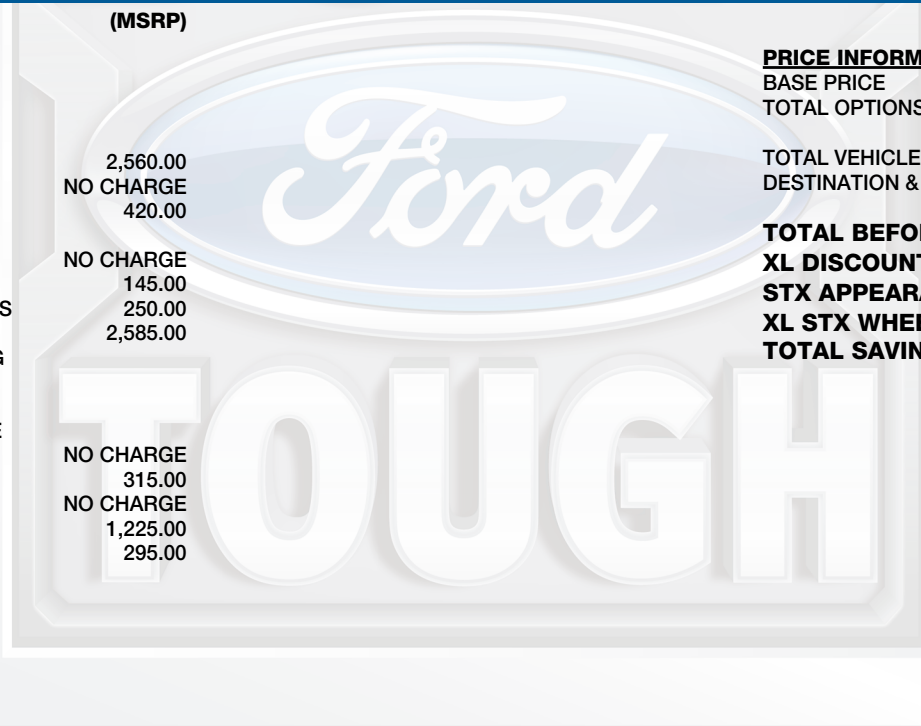 (MSRP)
2,560.00
NO CHARGE
420.00
NO CHARGE
145.00
S 250.00
2,585.00
G
E
NO CHARGE
315.00
NO CHARGE
1,225.00
295.00
PRICE INFORM
BASE PRICE
TOTAL OPTIONS
TOTAL VEHICLE
DESTINATION &
TOTAL BEFO
XL DISCOUNT
STX APPEAR
XL STX WHE
TOTAL SAVIN
Ford
TOUGH